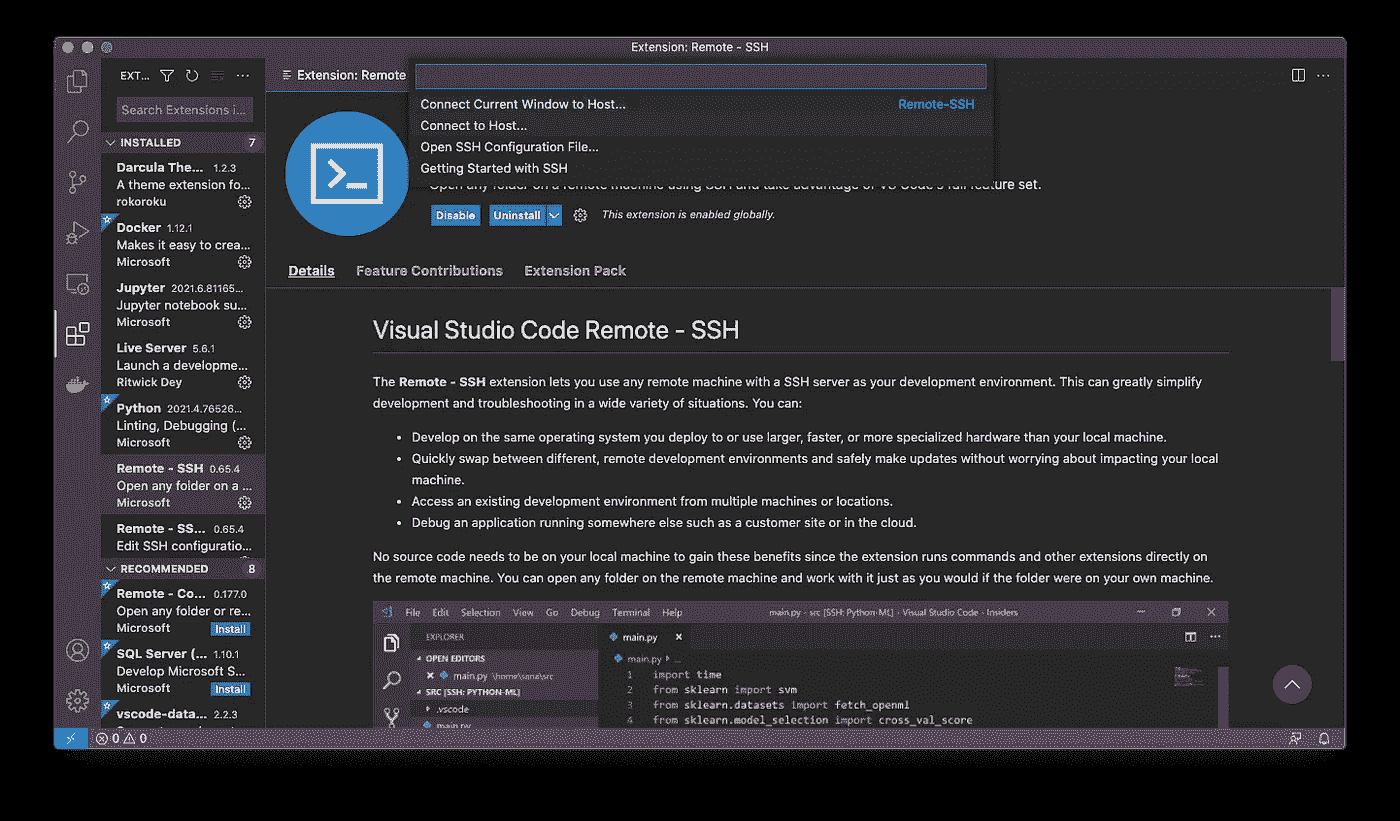 Extension: Remote - SSH
EXT...
Search Extensions i...
INSTALLED 7
Darcula The... 1.2.3
A theme extension fo...
rokoroku
Docker 1.12.1
Makes it easy to crea...
Microsoft
Jupyter 2021.6.81165...
Jupyter notebook su...
Microsoft
Live Server 5.6.1
Launch a developme...
Ritwick Dey
Python 2021.4.76526...
Linting, Debugging (...
Microsoft
Remote - SSH 0.65.4
Open any folder on a ...
Microsoft
Remote - SS... 0.65.4
Edit SSH configuratio...
RECOMMENDED 8
Remote - Co... 0.177.0
Open any folder or re...
Microsoft Install
SQL Server (... 1.10.1
Develop Microsoft S...
Microsoft Install
vscode-data... 2.2.3
Extension: Remote
Connect Current Window to Host... Remote-SSH
Connect to Host...
Open SSH Configuration File...
Getting Started with SSH
Open any folder on a remote machine using SSH and take advantage of VS Code's full feature set.
Disable Uninstall This extension is enabled globally.
Details Feature Contributions Extension Pack
Visual Studio Code Remote - SSH
The Remote - SSH extension lets you use any remote machine with a SSH server as your development environment. This can greatly simplify
development and troubleshooting in a wide variety of situations. You can:
• Develop on the same operating system you deploy to or use larger, faster, or more specialized hardware than your local machine.
• Quickly swap between different, remote development environments and safely make updates without worrying about impacting your local
machine.
• Access an existing development environment from multiple machines or locations.
• Debug an application running somewhere else such as a customer site or in the cloud.
No source code needs to be on your local machine to gain these benefits since the extension runs commands and other extensions directly on
the remote machine. You can open any folder on the remote machine and work with it just as you would if the folder were on your own machine.
File Edit Selection View Go Debug Terminal Help main.py - src [SSH: Python-ML] - Visual Studio Code - Insiders
EXPLORER
OPEN EDITORS
main.py \home\sana\src
SRC [SSH: PYTHON-ML]
.vscode
main.py
main.py
main.py ...
1 import time
2 from sklearn import svm
3 from sklearn.datasets import fetch_openml
4 from sklearn.model_selection import cross_val_score
0 0